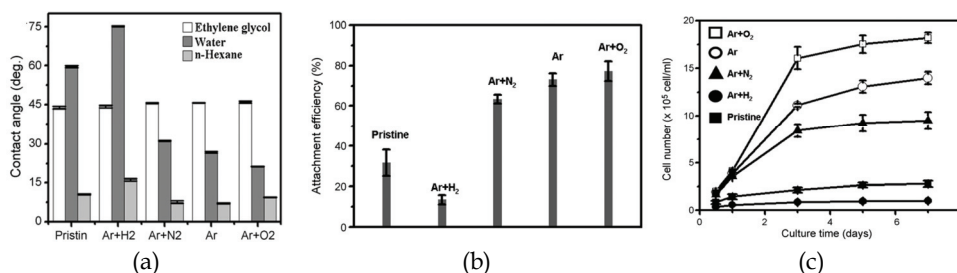 Contact angle (deg.)
75
60
45
30
15
0
Ethylene glycol
Water
n-Hexane
Pristin Ar+H2 Ar+N2 Ar Ar+O2
(a)
Attachment efficiency (%)
100
80
60
40
20
0
Pristine
Ar+H2
Ar+N2
Ar
Ar+O2
(b)
Cell number (x 10⁵ cell/ml)
20
15
10
5
0
Ar+O2
Ar
Ar+N2
Ar+H2
Pristine
0 2 4 6 8
Culture time (days)
(c)